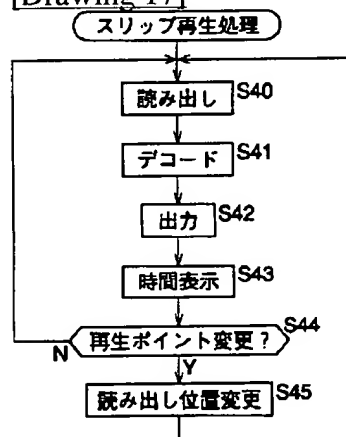 [Drawing 17]
スリップ再生処理
読み出し S40
デコード S41
出力 S42
時間表示 S43
再生ポイント変更? S44
N
Y
読み出し位置変更 S45